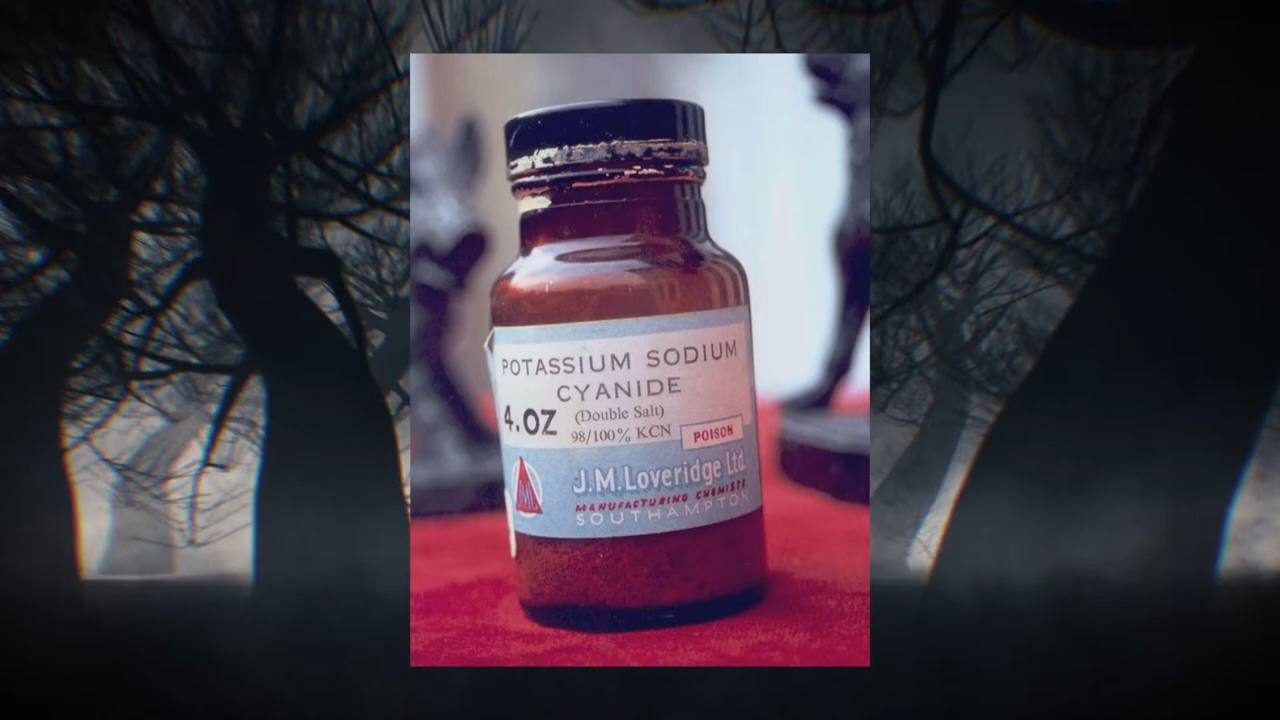 POTASSIUM SODIUM
CYANIDE
4.OZ
(Double Salt)
98/100% KCN
POISON
J.M.Loveridge Ltd.
MANUFACTURING CHEMISTS
SOUTHAMPTON